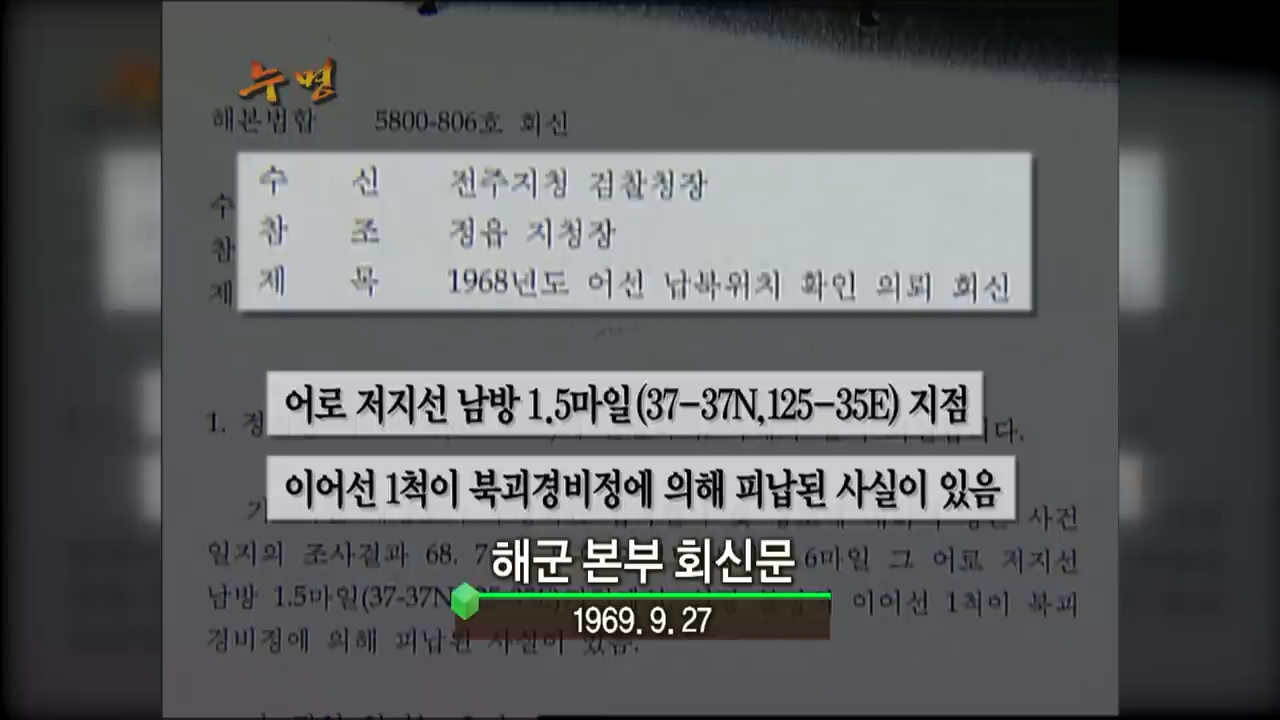 누명
해본법합 5800-806호 회신
수 신 전주지청 검찰청장
참 조 정읍 지청장
제 목 1968년도 어선 납북위치 확인 의뢰 회신
수
참
제
어로 저지선 남방 1.5마일(37-37N,125-35E) 지점
1. 정
이어선 1척이 북괴경비정에 의해 피납된 사실이 있음
사건
일지의 조사결과 68. 7 6마일 그 어로 저지선
남방 1.5마일(37-37N 이어선 1척이 북괴
경비정에 의해 피납된 사실이 있음.
해군 본부 회신문
1969. 9. 27